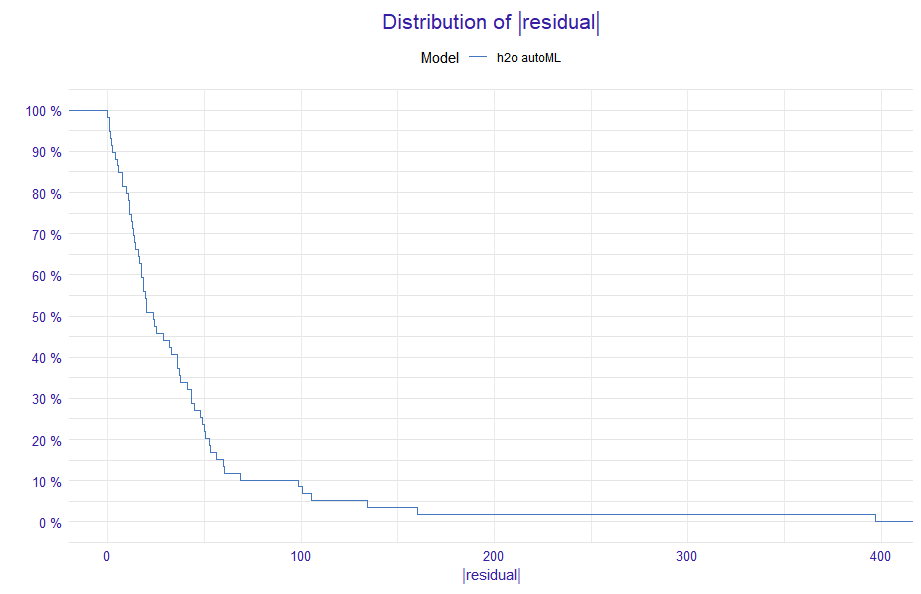 Distribution of |residual|
Model h2o autoML
100 %
90 %
80 %
70 %
60 %
50 %
40 %
30 %
20 %
10 %
0 %
0 100 200 300 400
|residual|